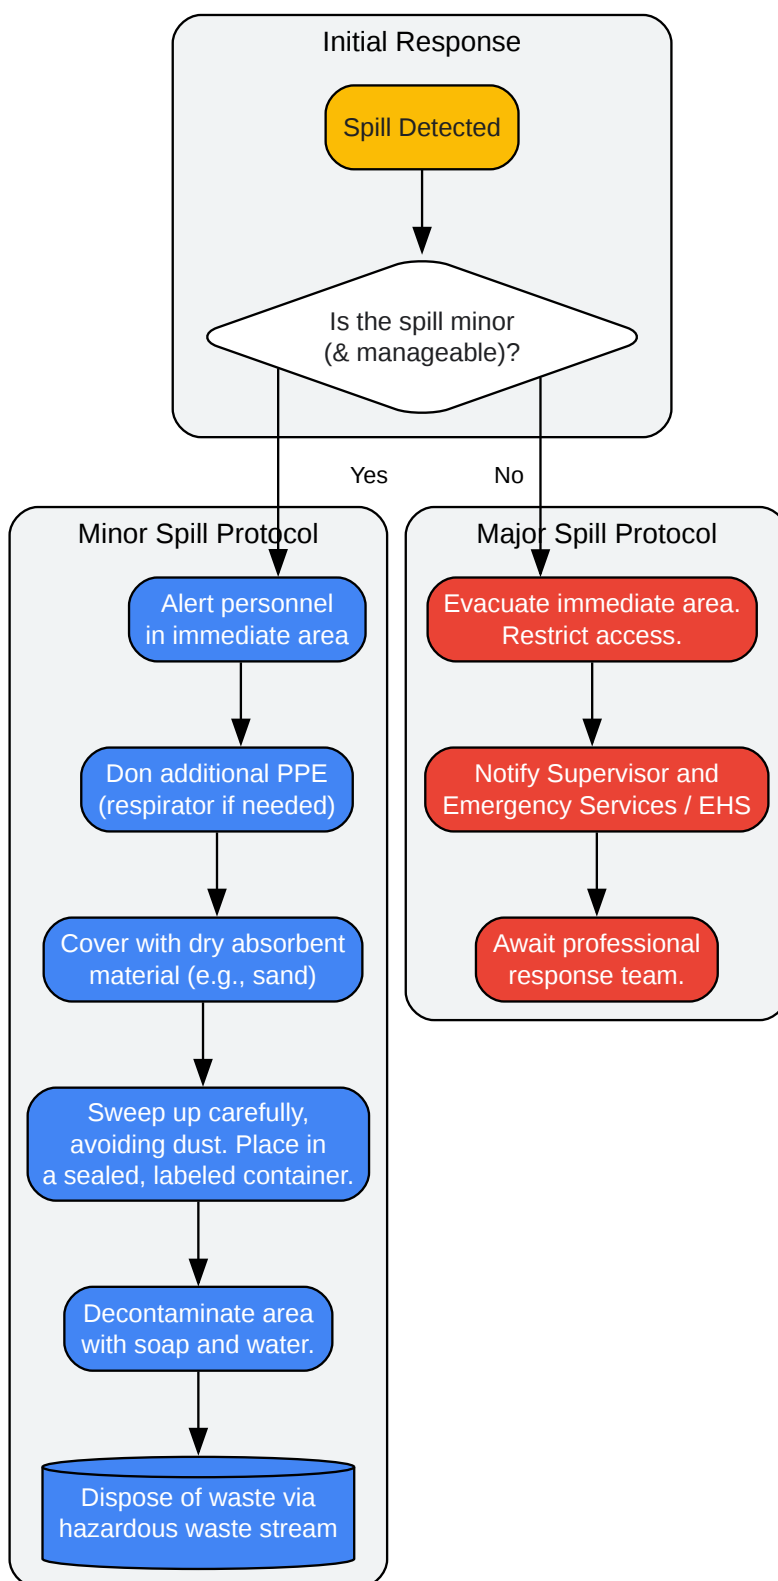 Initial Response
Spill Detected
Is the spill minor
(& manageable)?
Yes
No
Minor Spill Protocol
Alert personnel
in immediate area
Don additional PPE
(respirator if needed)
Cover with dry absorbent
material (e.g., sand)
Sweep up carefully,
avoiding dust. Place in
a sealed, labeled container.
Decontaminate area
with soap and water.
Dispose of waste via
hazardous waste stream
Major Spill Protocol
Evacuate immediate area.
Restrict access.
Notify Supervisor and
Emergency Services / EHS
Await professional
response team.